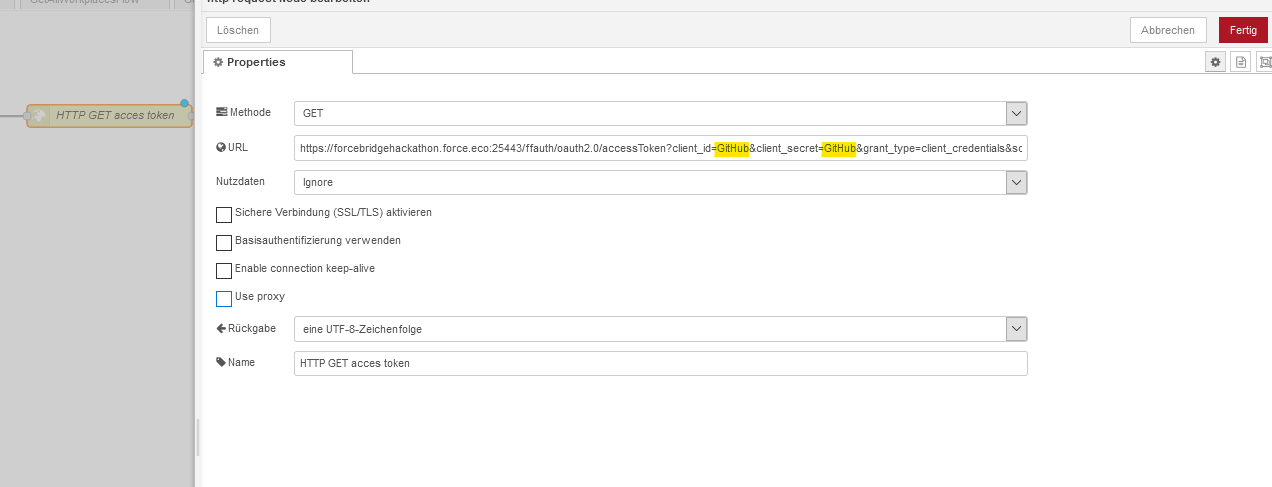 http request Node bearbeiten
Löschen
Abbrechen
Fertig
Properties
HTTP GET acces token
Methode
GET
URL
https://forcebridgehackathon.force.eco:25443/ffauth/oauth2.0/accessToken?client_id=GitHub&client_secret=GitHub&grant_type=client_credentials&sc
Nutzdaten
Ignore
Sichere Verbindung (SSL/TLS) aktivieren
Basisauthentifizierung verwenden
Enable connection keep-alive
Use proxy
Rückgabe
eine UTF-8-Zeichenfolge
Name
HTTP GET acces token